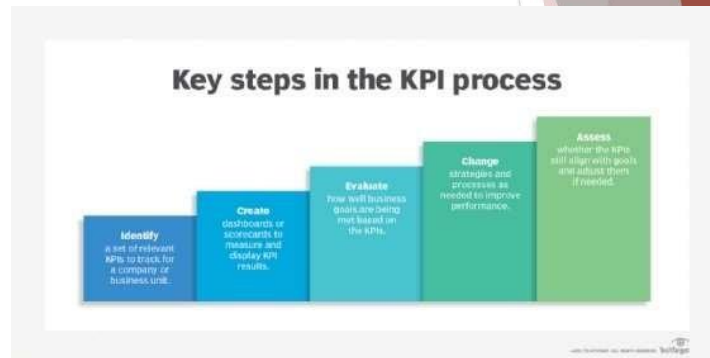 Key steps in the KPI process
Identify
a set of relevant
KPIs to track for
a company or
business unit.
Create
dashboards or
scorecards to
measure and
display KPI
results.
Evaluate
how well business
goals are being
met based on
the KPIs.
Change
strategies and
processes as
needed to improve
performance.
Assess
whether the KPIs
still align with goals
and adjust them
if needed.